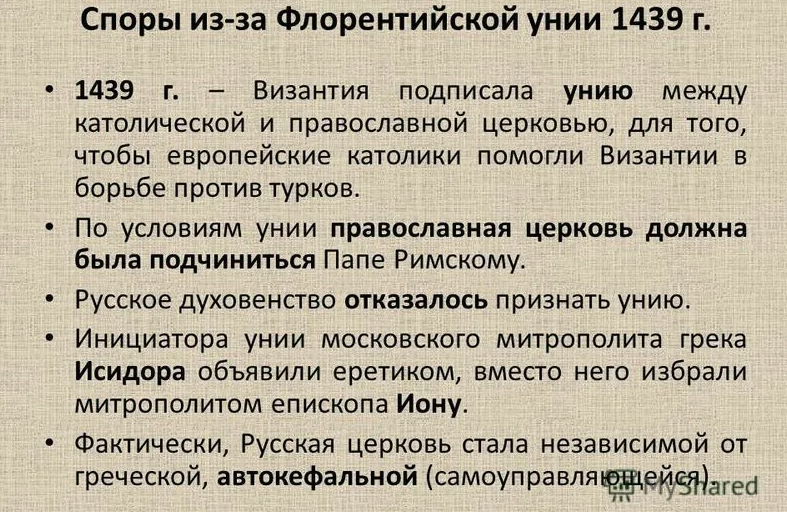 Споры из-за Флорентийской унии 1439 г.
• 1439 г. – Византия подписала унию между
католической и православной церковью, для того,
чтобы европейские католики помогли Византии в
борьбе против турков.
• По условиям унии православная церковь должна
была подчиниться Папе Римскому.
• Русское духовенство отказалось признать унию.
• Инициатора унии московского митрополита грека
Исидора объявили еретиком, вместо него избрали
митрополитом епископа Иону.
• Фактически, Русская церковь стала независимой от
греческой, автокефальной (самоуправляющейся).
MyShared